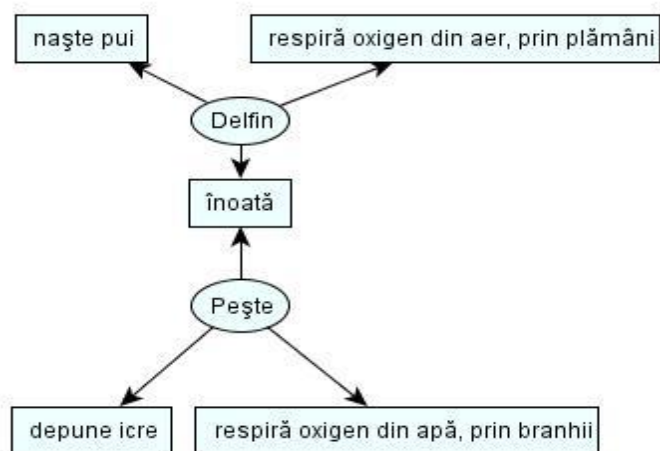 naşte pui
respiră oxigen din aer, prin plămâni
Delfin
înoată
Peşte
depune icre
respiră oxigen din apă, prin branhii